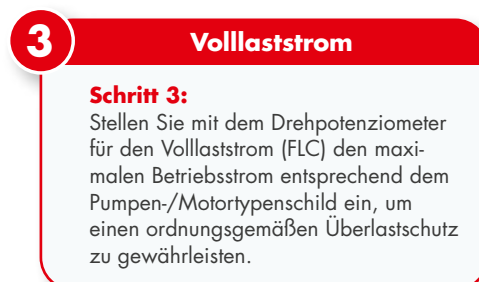 3
Volllaststrom
Schritt 3:
Stellen Sie mit dem Drehpotenziometer
für den Volllaststrom (FLC) den maxi-
malen Betriebsstrom entsprechend dem
Pumpen-/Motortypenschild ein, um
einen ordnungsgemäßen Überlastschutz
zu gewährleisten.